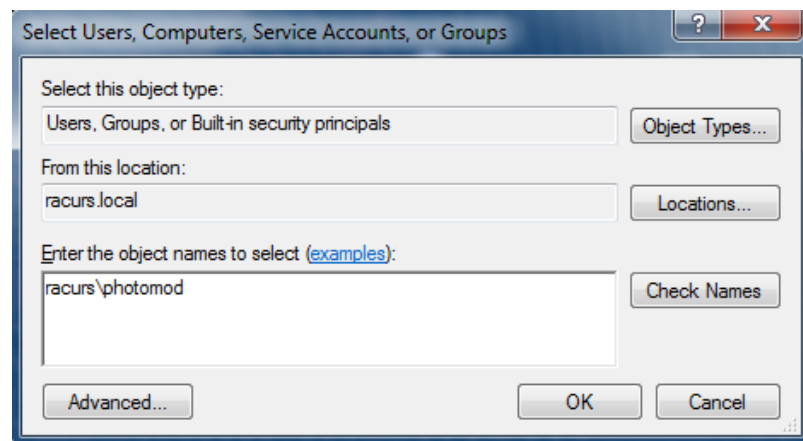 Select Users, Computers, Service Accounts, or Groups
? X
Select this object type:
Users, Groups, or Built-in security principals
Object Types...
From this location:
racurs.local
Locations...
Enter the object names to select (examples):
racurs\photomod
Check Names
Advanced...
OK
Cancel